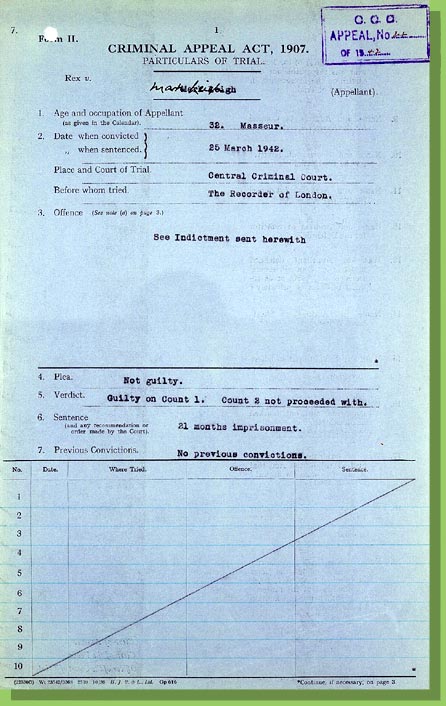 7.
1.
Form II.
C. C. C.
APPEAL, No.
OF 19
CRIMINAL APPEAL ACT, 1907.
PARTICULARS OF TRIAL.
Rex v.
(Appellant).
1. Age and occupation of Appellant
(as given in the Calendar).
32. Masseur.
2. Date when convicted
„ when sentenced.
25 March 1942.
Place and Court of Trial.
Central Criminal Court.
Before whom tried.
The Recorder of London.
3. Offence (See note (a) on page 3.)
See Indictment sent herewith
*
4. Plea.
Not guilty.
5. Verdict.
Guilty on Count 1. Count 2 not proceeded with.
6. Sentence
(and any recommendation or
order made by the Court).
21 months imprisonment.
7. Previous Convictions.
No previous convictions.
No. Date. Where Tried. Offence. Sentence.
1
2
3
4
5
6
7
8
9
10
*
H. J. R. & L., Ltd. Gp 616
*Continue, if necessary, on page 3.